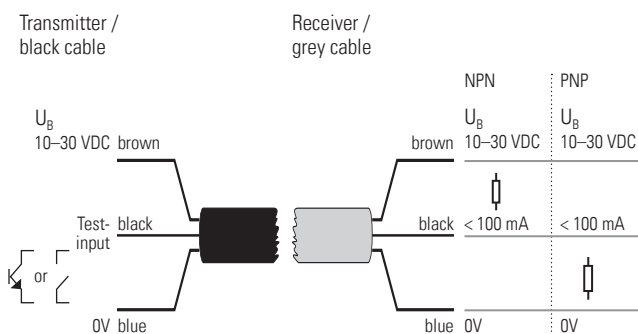 Transmitter /
black cable
Receiver /
grey cable
NPN
PNP
U_B
10–30 VDC brown
brown
U_B
10–30 VDC
U_B
10–30 VDC
Test-
input
black
black
< 100 mA
< 100 mA
or
0V blue
blue
0V
0V